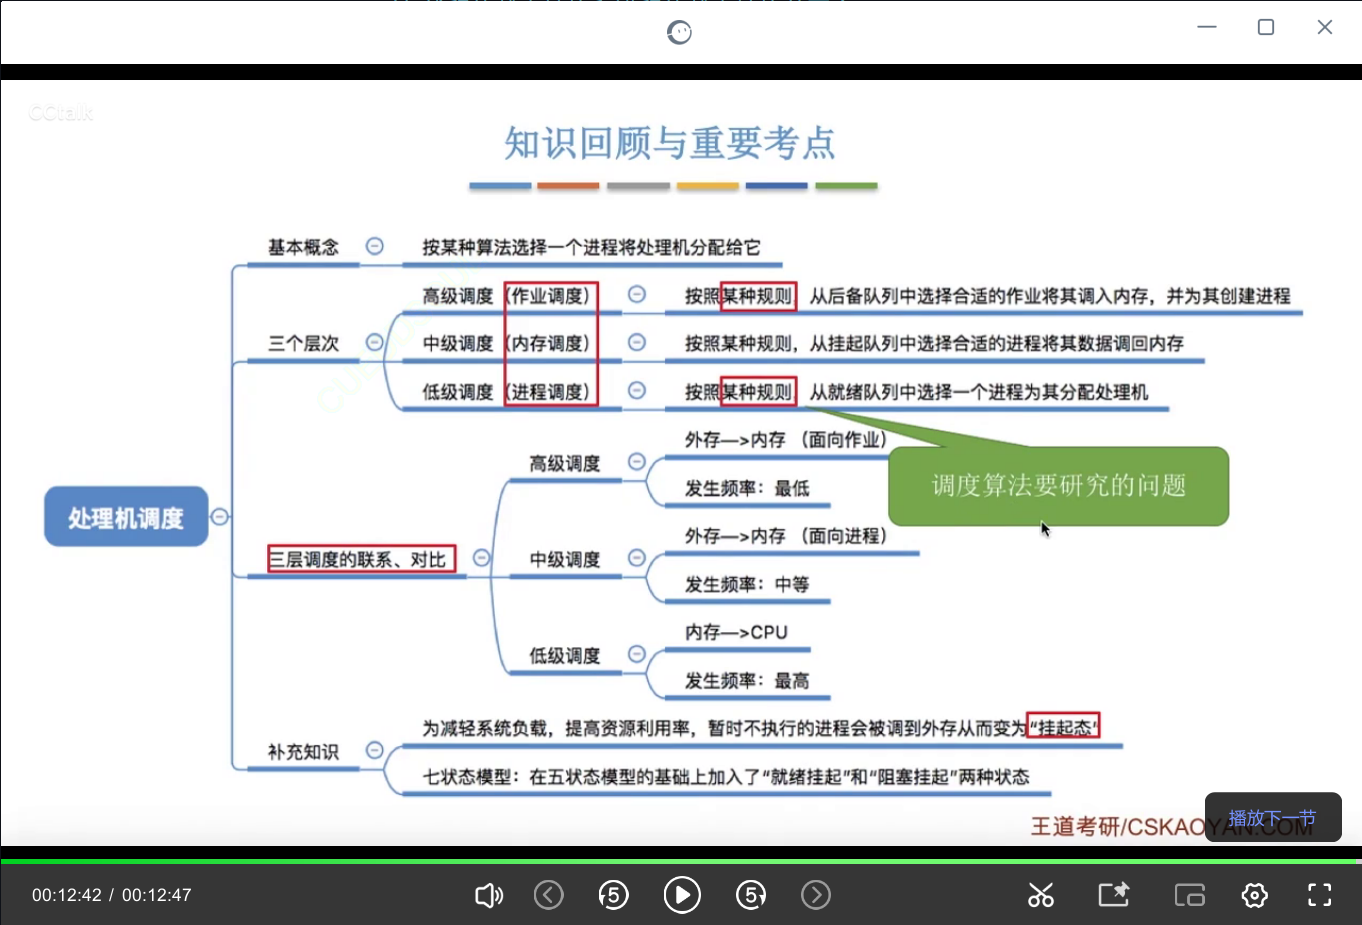 CCtalk
知识回顾与重要考点
基本概念
按某种算法选择一个进程将处理机分配给它
三个层次
高级调度（作业调度）
按照某种规则，从后备队列中选择合适的作业将其调入内存，并为其创建进程
中级调度（内存调度）
按照某种规则，从挂起队列中选择合适的进程将其数据调回内存
低级调度（进程调度）
按照某种规则，从就绪队列中选择一个进程为其分配处理机
调度算法要研究的问题
处理机调度
三层调度的联系、对比
高级调度
外存—>内存 （面向作业）
发生频率：最低
中级调度
外存—>内存 （面向进程）
发生频率：中等
低级调度
内存—>CPU
发生频率：最高
补充知识
为减轻系统负载，提高资源利用率，暂时不执行的进程会被调到外存从而变为“挂起态”
七状态模型：在五状态模型的基础上加入了“就绪挂起”和“阻塞挂起”两种状态
王道考研/CSKAOYAN.COM
播放下一节
00:12:42 / 00:12:47
5
5